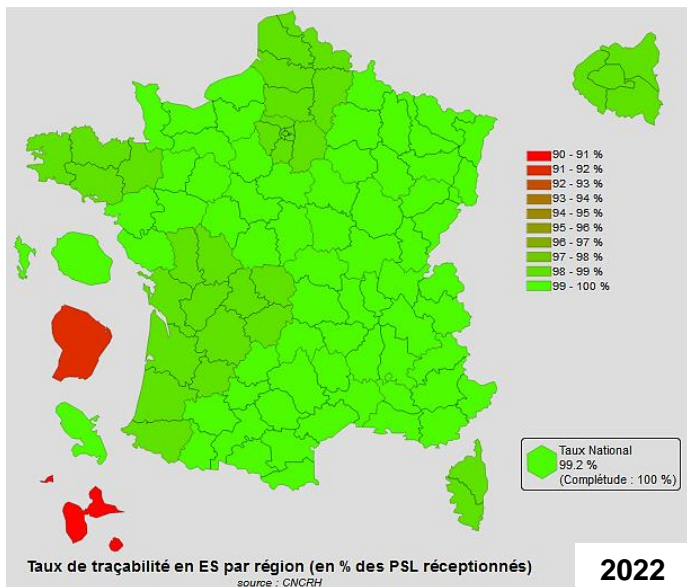 90 - 91 %
91 - 92 %
92 - 93 %
93 - 94 %
94 - 95 %
95 - 96 %
96 - 97 %
97 - 98 %
98 - 99 %
99 - 100 %
Taux National
99.2 %
(Complétude : 100 %)
Taux de traçabilité en ES par région (en % des PSL réceptionnés)
source : CNCRH
2022